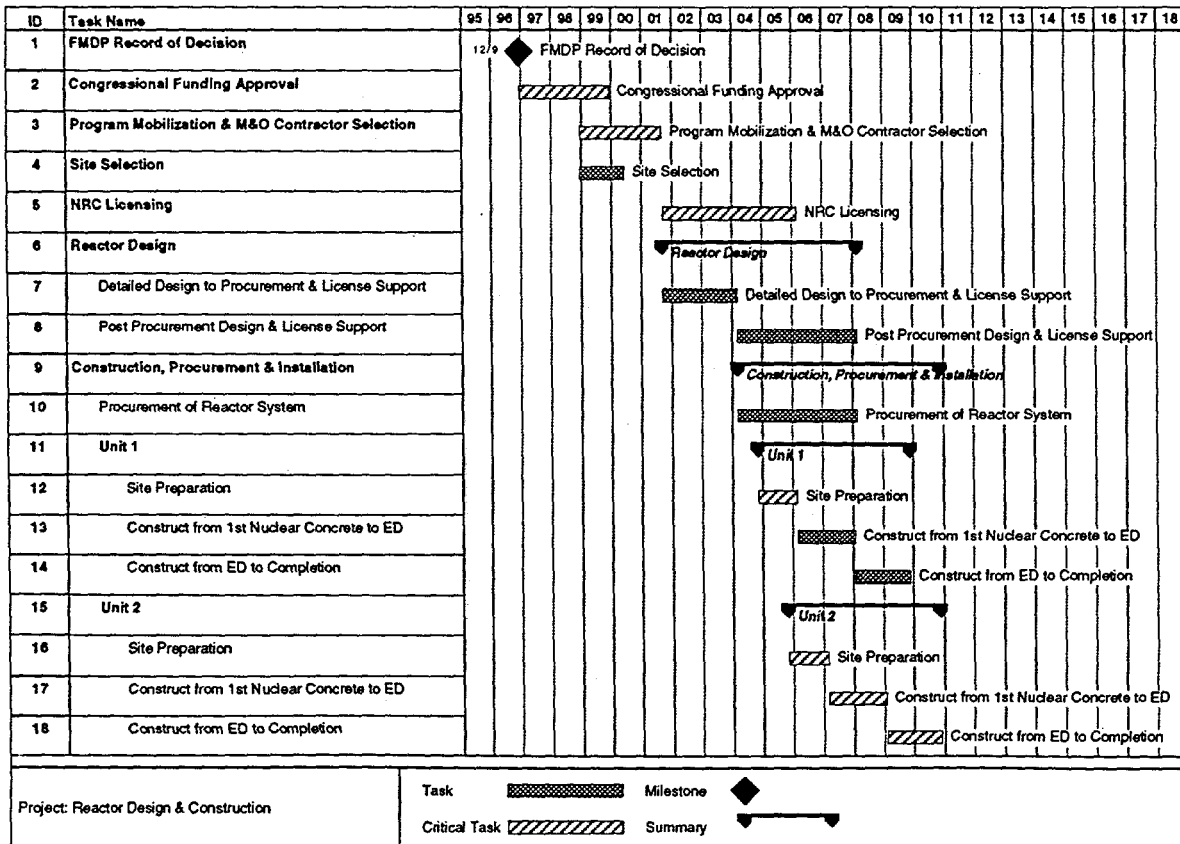 ID Task Name 95 96 97 98 99 00 01 02 03 04 05 06 07 08 09 10 11 12 13 14 15 16 17 18
1 FMDP Record of Decision 12/9 FMDP Record of Decision
2 Congressional Funding Approval Congressional Funding Approval
3 Program Mobilization & M&O Contractor Selection Program Mobilization & M&O Contractor Selection
4 Site Selection Site Selection
5 NRC Licensing NRC Licensing
6 Reactor Design Reactor Design
7 Detailed Design to Procurement & License Support Detailed Design to Procurement & License Support
8 Post Procurement Design & License Support Post Procurement Design & License Support
9 Construction, Procurement & Installation Construction, Procurement & Installation
10 Procurement of Reactor System Procurement of Reactor System
11 Unit 1 Unit 1
12 Site Preparation Site Preparation
13 Construct from 1st Nuclear Concrete to ED Construct from 1st Nuclear Concrete to ED
14 Construct from ED to Completion Construct from ED to Completion
15 Unit 2 Unit 2
16 Site Preparation Site Preparation
17 Construct from 1st Nuclear Concrete to ED Construct from 1st Nuclear Concrete to ED
18 Construct from ED to Completion Construct from ED to Completion
Project: Reactor Design & Construction
Task Milestone
Critical Task Summary